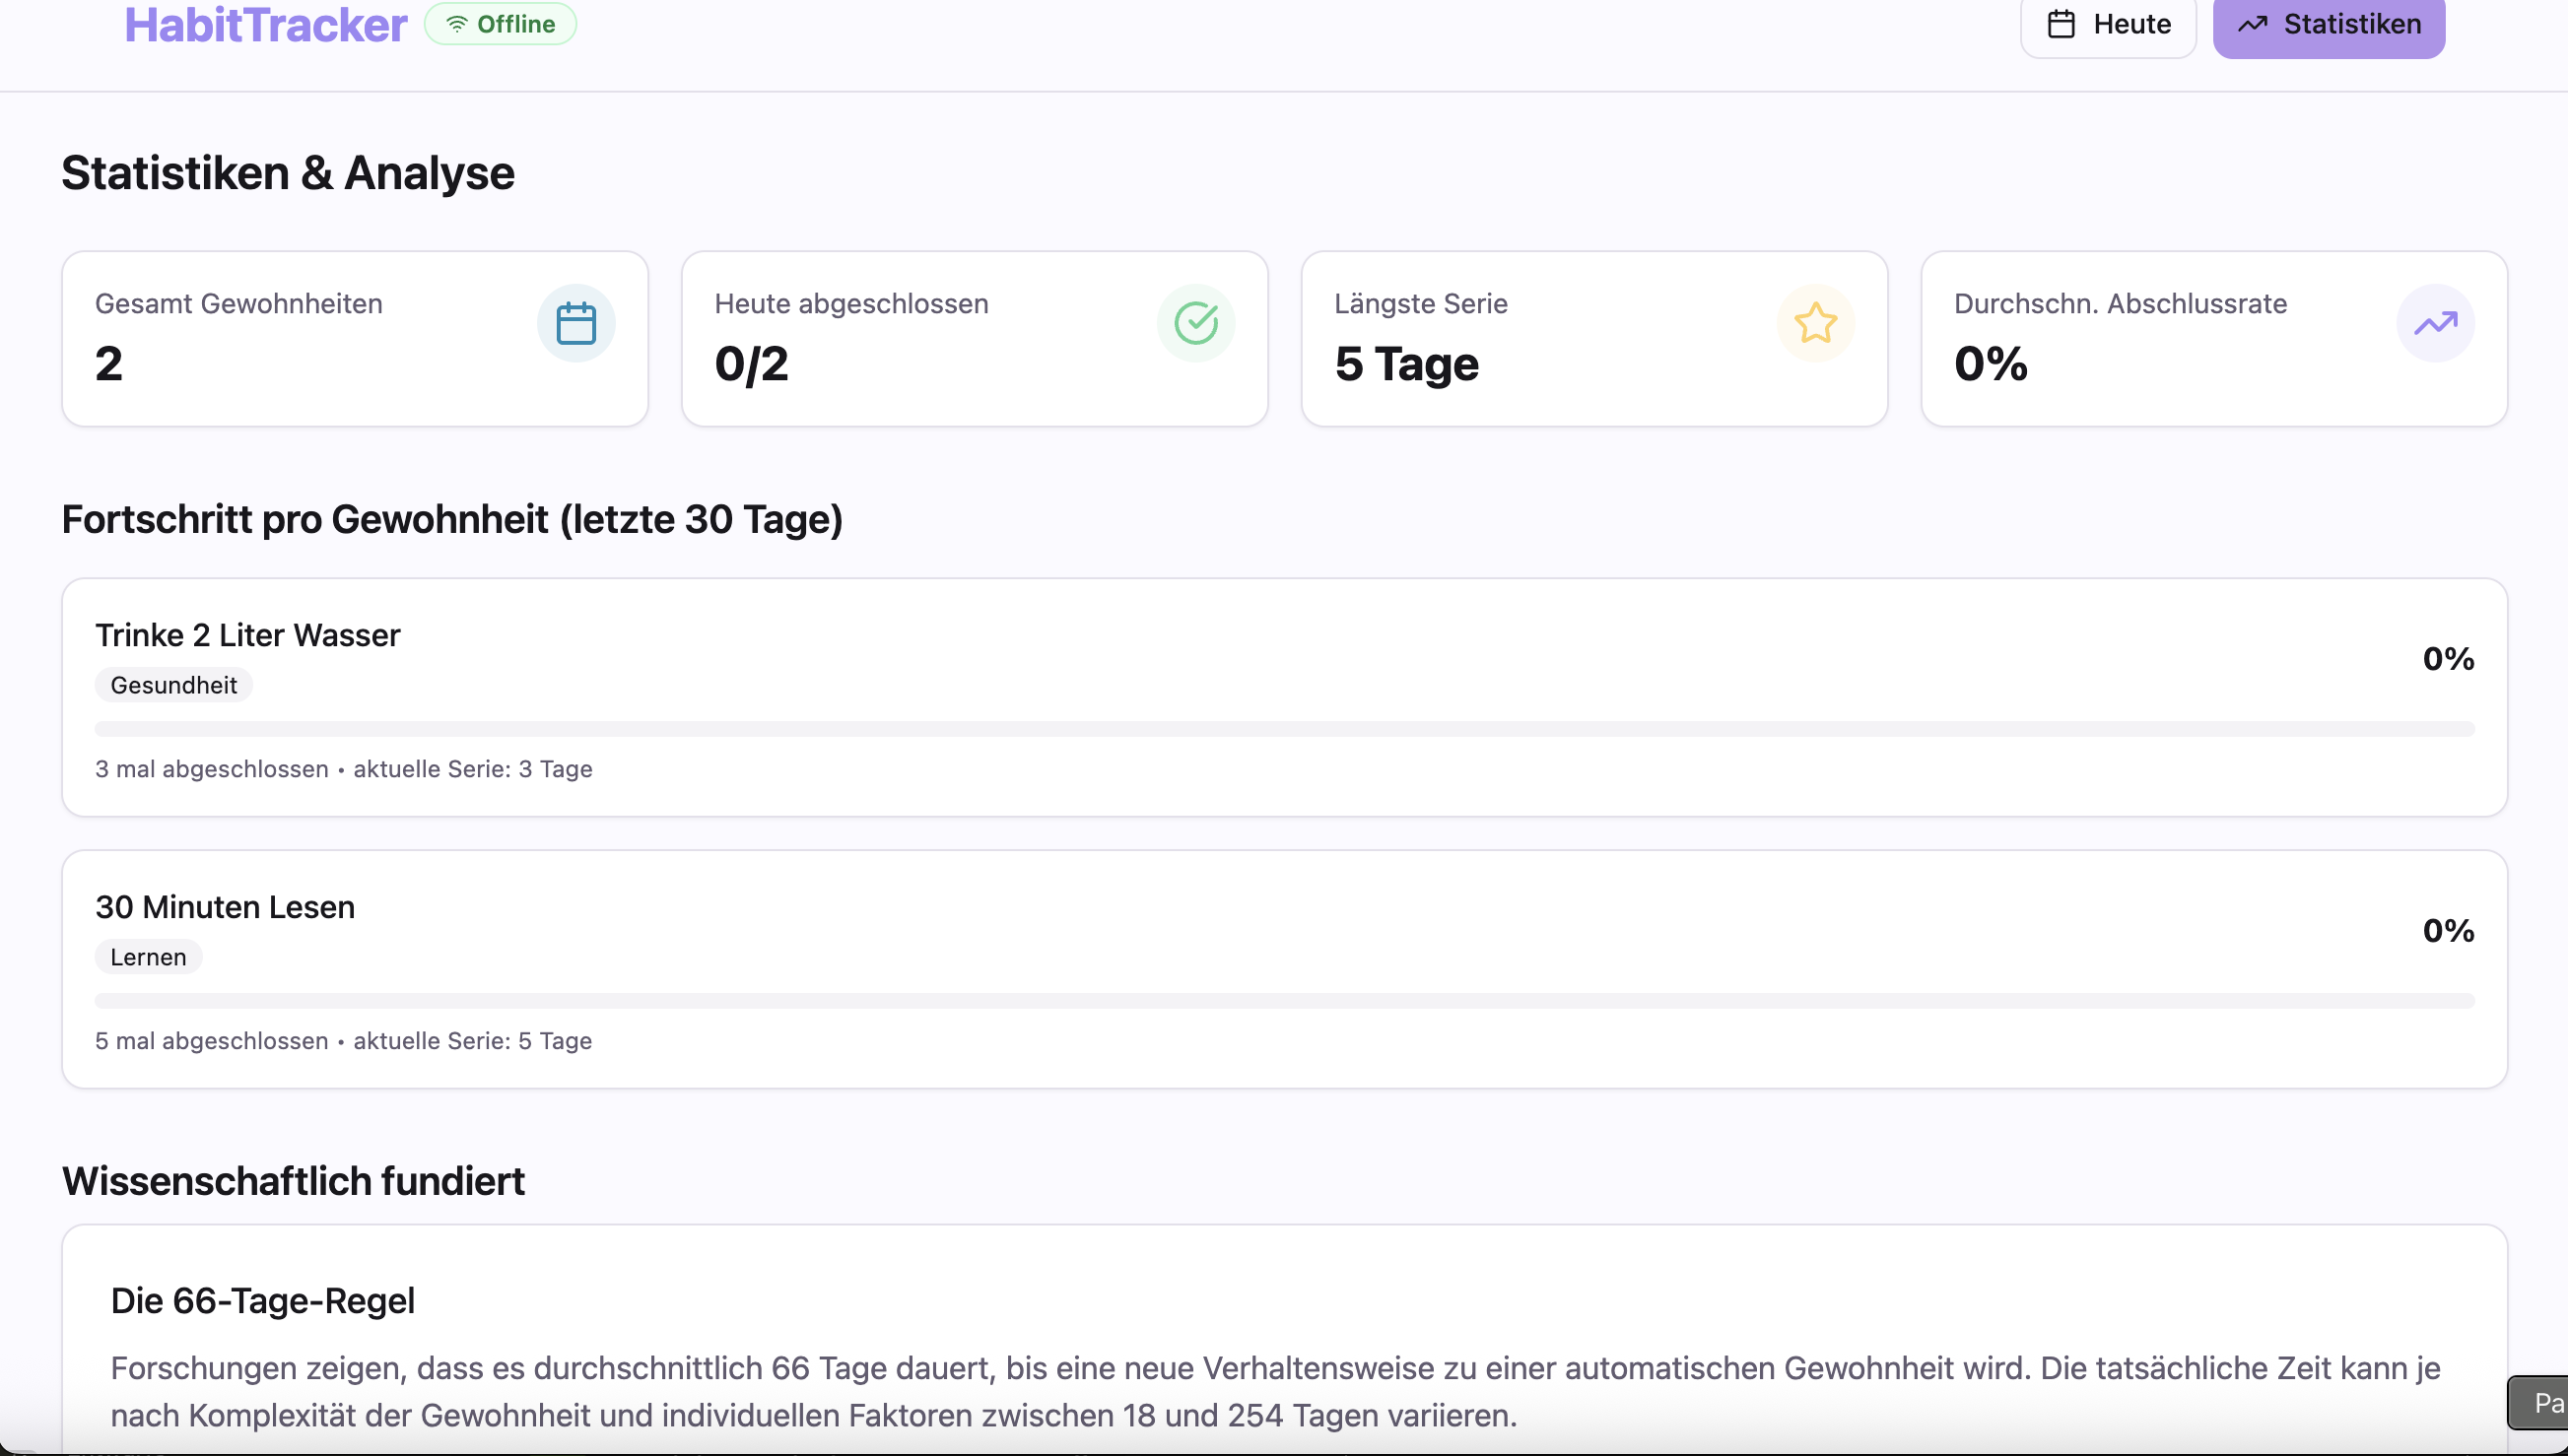 HabitTracker
Offline
Heute
Statistiken
Statistiken & Analyse
Gesamt Gewohnheiten
2
Heute abgeschlossen
0/2
Längste Serie
5 Tage
Durchschn. Abschlussrate
0%
Fortschritt pro Gewohnheit (letzte 30 Tage)
Trinke 2 Liter Wasser
0%
Gesundheit
3 mal abgeschlossen • aktuelle Serie: 3 Tage
30 Minuten Lesen
0%
Lernen
5 mal abgeschlossen • aktuelle Serie: 5 Tage
Wissenschaftlich fundiert
Die 66-Tage-Regel
Forschungen zeigen, dass es durchschnittlich 66 Tage dauert, bis eine neue Verhaltensweise zu einer automatischen Gewohnheit wird. Die tatsächliche Zeit kann je
nach Komplexität der Gewohnheit und individuellen Faktoren zwischen 18 und 254 Tagen variieren.
Pa